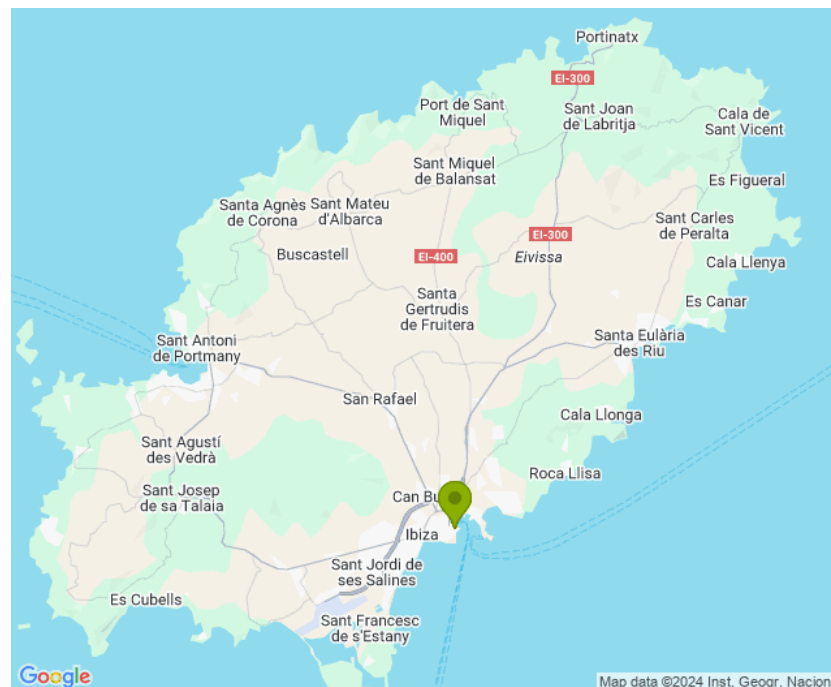 Portinatx
EI-300
Port de Sant
Miquel
Sant Joan
de Labritja
Cala de
Sant Vicent
Sant Miquel
de Balansat
Es Figueral
Santa Agnès
de Corona
Sant Mateu
d'Albarca
Sant Carles
de Peralta
EI-300
Buscastell
EI-400
Eivissa
Cala Llenya
Santa
Gertrudis
de Fruitera
Es Canar
Sant Antoni
de Portmany
Santa Eulària
des Riu
San Rafael
Cala Llonga
Sant Agustí
des Vedrà
Roca Llisa
Sant Josep
de sa Talaia
Can Bu
Ibiza
Sant Jordi de
ses Salines
Es Cubells
Sant Francesc
de s'Estany
Google
Map data ©2024 Inst. Geogr. Nacion